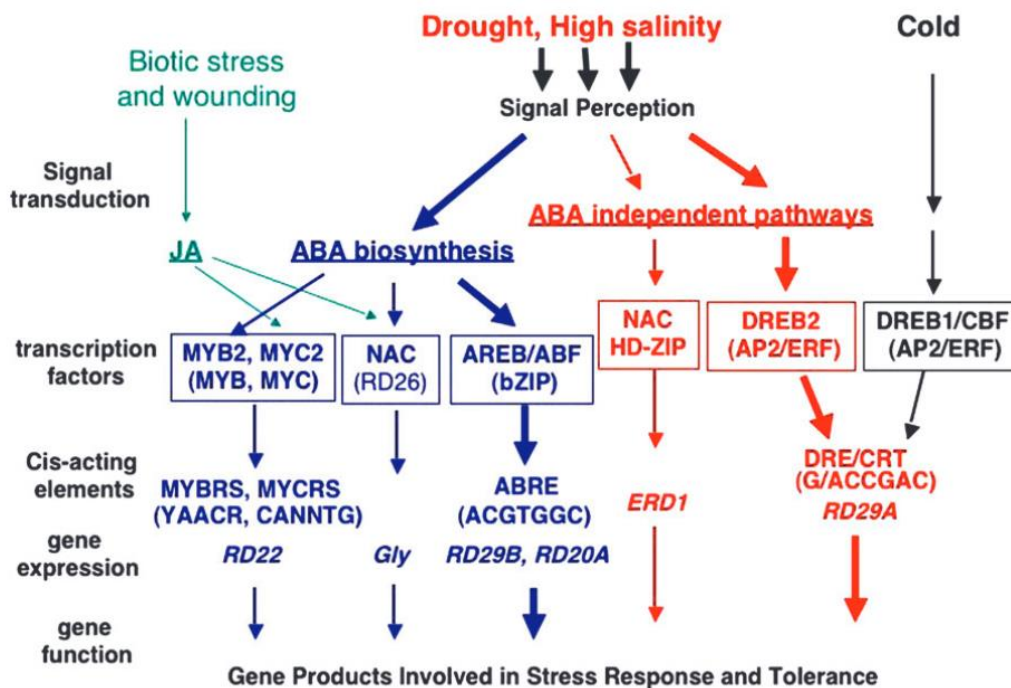 Drought, High salinity
Cold
Biotic stress
and wounding
Signal Perception
Signal
transduction
ABA independent pathways
JA
ABA biosynthesis
transcription
factors
MYB2, MYC2
(MYB, MYC)
NAC
(RD26)
AREB/ABF
(bZIP)
NAC
HD-ZIP
DREB2
(AP2/ERF)
DREB1/CBF
(AP2/ERF)
Cis-acting
elements
MYBRS, MYCRS
(YAACR, CANNTG)
ABRE
(ACGTGGC)
ERD1
DRE/CRT
(G/ACCGAC)
RD29A
gene
expression
RD22
Gly
RD29B, RD20A
gene
function
Gene Products Involved in Stress Response and Tolerance